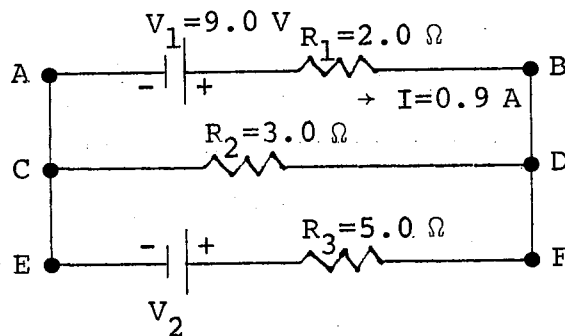 V₁=9.0 V
R₁=2.0 Ω
A
B
- +
→ I=0.9 A
R₂=3.0 Ω
C
D
- +
R₃=5.0 Ω
E
F
V₂